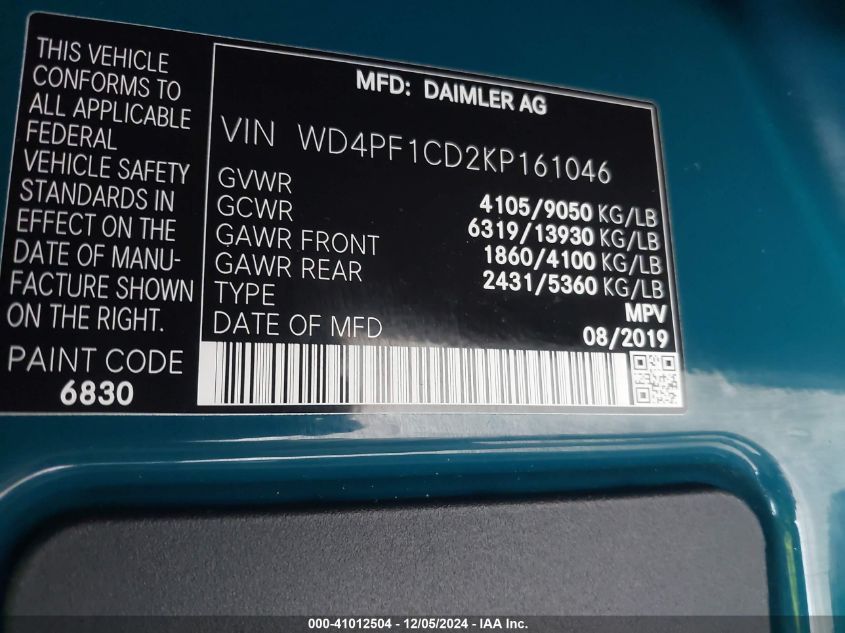 THIS VEHICLE
CONFORMS TO
ALL APPLICABLE
FEDERAL
VEHICLE SAFETY
STANDARDS IN
EFFECT ON THE
DATE OF MANU-
FACTURE SHOWN
ON THE RIGHT.
PAINT CODE
6830
MFD: DAIMLER AG
VIN WD4PF1CD2KP161046
GVWR 4105/9050 KG/LB
GCWR 6319/13930 KG/LB
GAWR FRONT 1860/4100 KG/LB
GAWR REAR 2431/5360 KG/LB
TYPE MPV
DATE OF MFD 08/2019
000-41012504 - 12/05/2024 - IAA Inc.